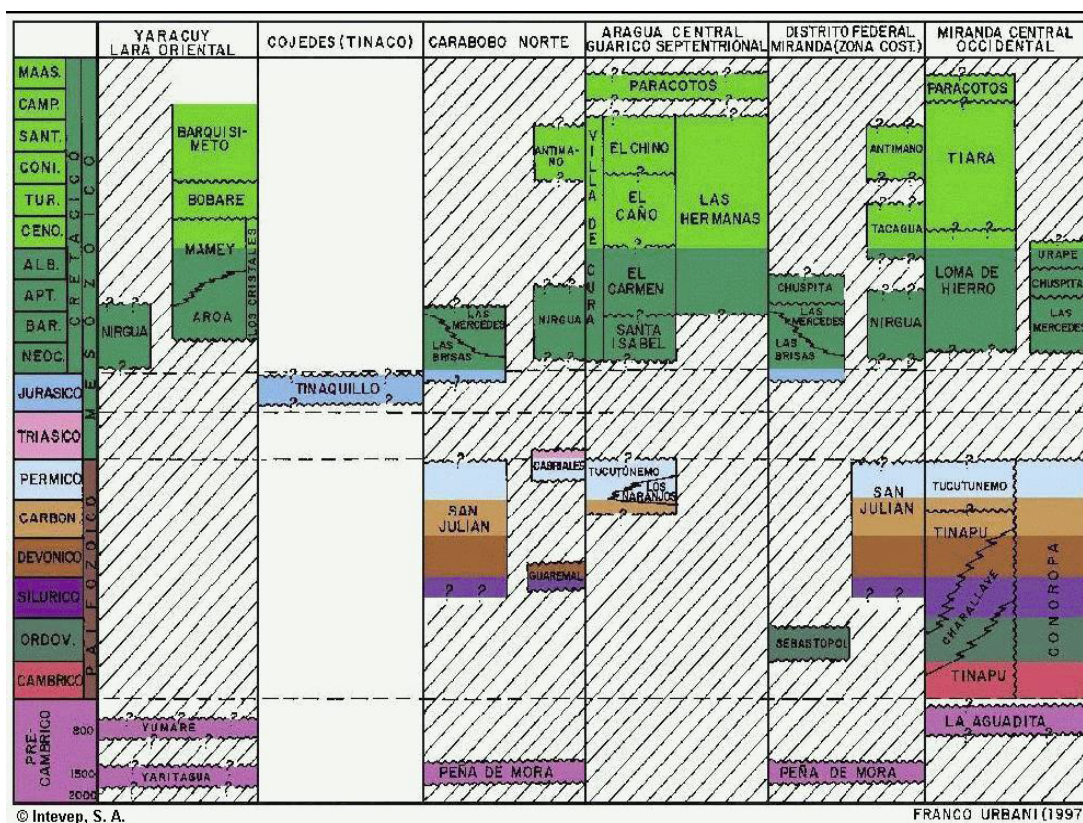 YARACUY
LARA ORIENTAL
COJEDES (TINACO)
CARABOBO NORTE
ARAGUA CENTRAL
GUARICO SEPTENTRIONAL
DISTRITO FEDERAL
MIRANDA (ZONA COST.)
MIRANDA CENTRAL
OCCIDENTAL
MAAS.
CAMP.
SANT.
CONI.
TUR.
CENO.
ALB.
APT.
BAR.
NEOC.
JURASICO
TRIASICO
PERMICO
CARBON
DEVONICO
SILURICO
ORDOV.
CAMBRICO
PRE-
CAMBRICO
800
1500
2000
CRETACICO
MESOZOICO
BARQUISI-
METO
BOBARE
MAMEY
AROA
LOS CRISTALES
NIRGUA
? ?
?
YUMARE
? ? ?
YARITAGUA
? ? ?
? ?
TINAQUILLO
? ?
ANTIMA-
NO
? ?
? ?
?
LAS
MERCEDES
LAS
BRISAS
?
? ?
NIRGUA
? ?
?
SAN
JULIAN
? ?
CABRIALES
GUAREMAL
PEÑA DE MORA
? ?
PARACOTOS
? ?
VILLA DE CURA
EL CHINO
EL
CAÑO
EL
CARMEN
SANTA
ISABEL
LAS
HERMANAS
?
TUCUTUNEMO
LOS
NARANJOS
?
ANTIMANO
? ?
TACAGUA
? ?
CHUSPITA
LAS
MERCEDES
LAS
BRISAS
?
NIRGUA
? ?
? ?
SAN
JULIAN
? ?
SEBASTOPOL
PEÑA DE MORA
?
PARACOTOS
?
TIARA
? ?
LOMA DE
HIERRO
? ?
URAPE
CHUSPITA
LAS
MERCEDES
? ?
TUCUTUNEMO
?
TINAPU
CHARALLAVE
TINAPU
CONOROPA
? ?
LA AGUADITA
? ?
© Intevep, S. A.
FRANCO URBANI (1997